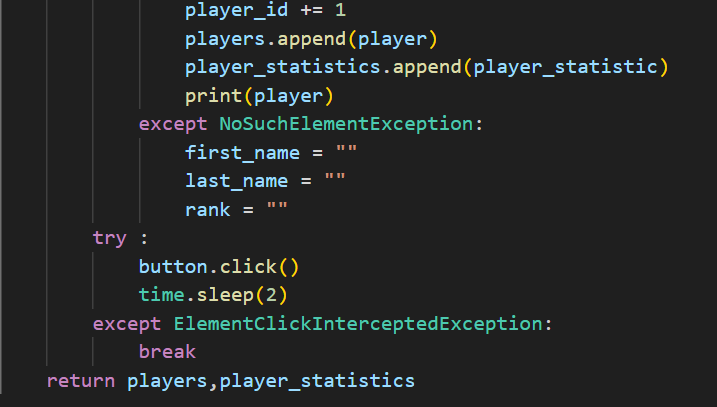 player_id += 1
players.append(player)
player_statistics.append(player_statistic)
print(player)
except NoSuchElementException:
first_name = ""
last_name = ""
rank = ""
try :
button.click()
time.sleep(2)
except ElementClickInterceptedException:
break
return players,player_statistics